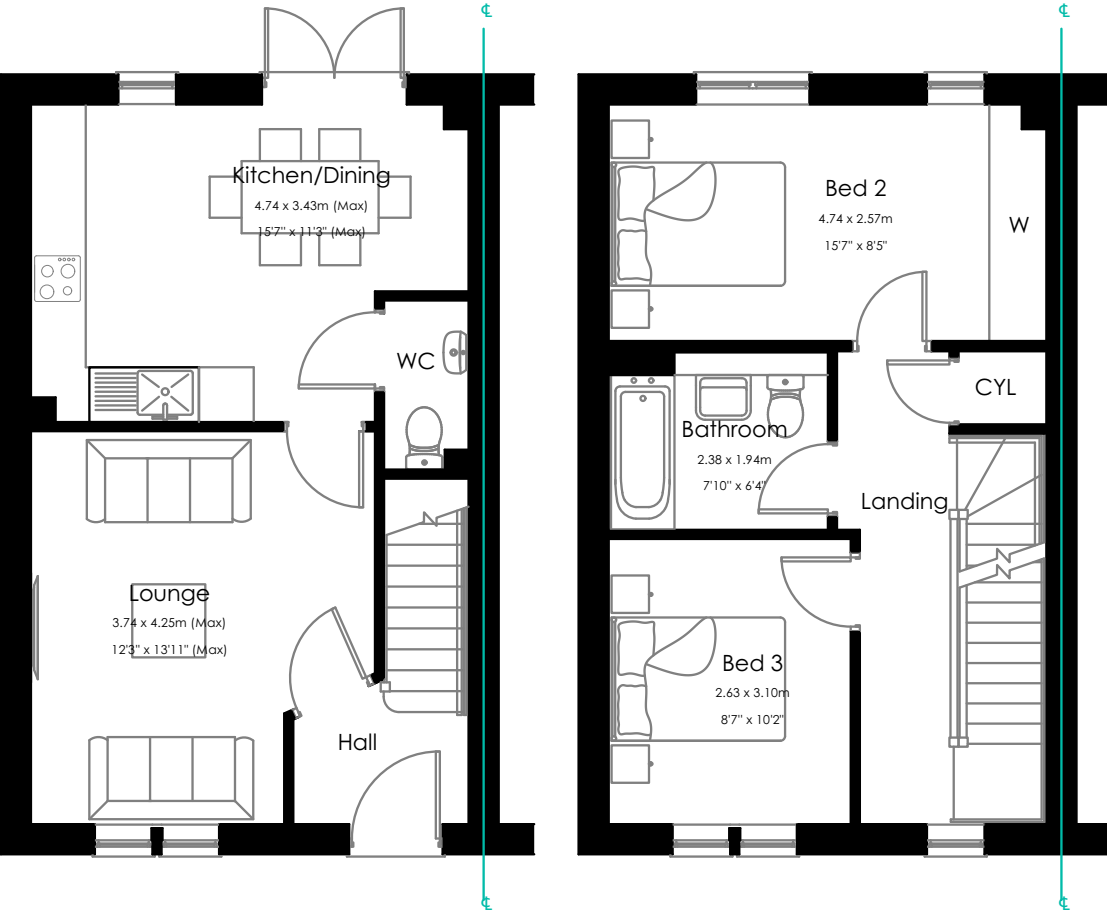 ℄
℄
Kitchen/Dining
4.74 x 3.43m (Max)
15'7" x 11'3" (Max)
WC
Lounge
3.74 x 4.25m (Max)
12'3" x 13'11" (Max)
Hall
℄
Bed 2
4.74 x 2.57m
15'7" x 8'5"
W
CYL
Bathroom
2.38 x 1.94m
7'10" x 6'4"
Landing
Bed 3
2.63 x 3.10m
8'7" x 10'2"
℄